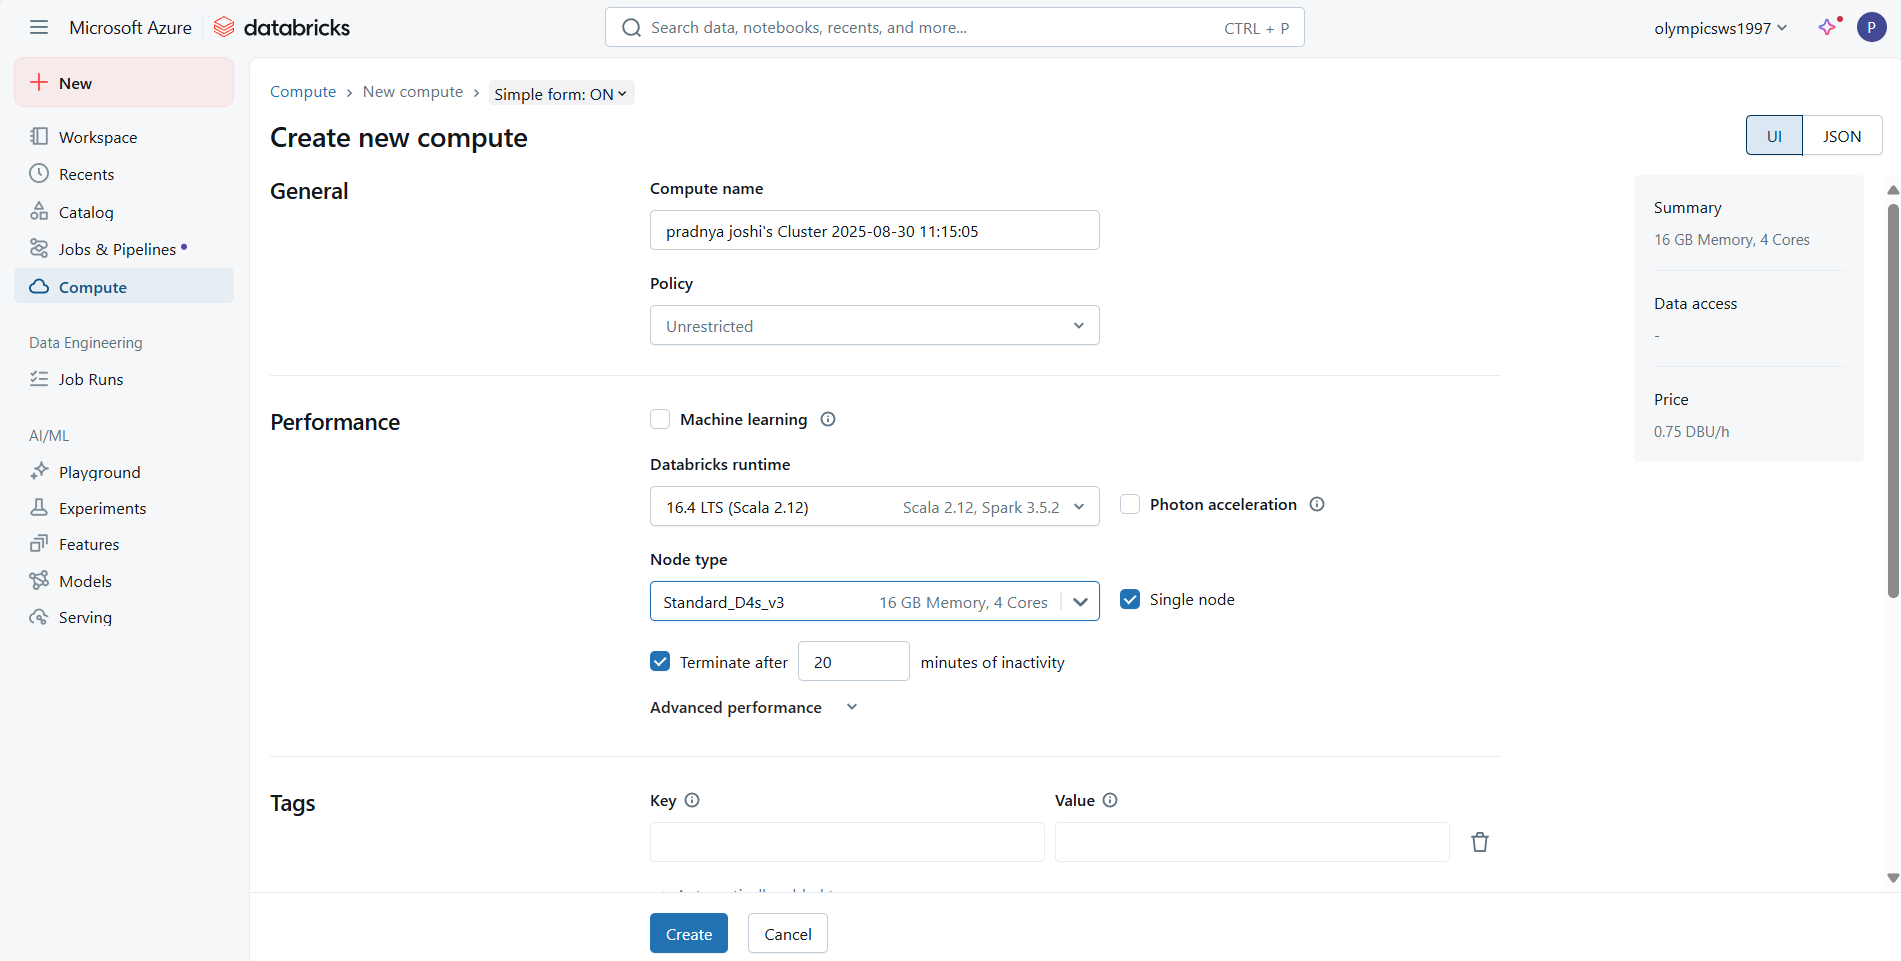 Microsoft Azure databricks
Search data, notebooks, recents, and more... CTRL + P
olympicsws1997
P
New
Workspace
Recents
Catalog
Jobs & Pipelines
Compute
Data Engineering
Job Runs
AI/ML
Playground
Experiments
Features
Models
Serving
Compute › New compute › Simple form: ON
Create new compute
UI JSON
General
Compute name
pradnya joshi's Cluster 2025-08-30 11:15:05
Policy
Unrestricted
Performance
Machine learning
Databricks runtime
16.4 LTS (Scala 2.12) Scala 2.12, Spark 3.5.2
Photon acceleration
Node type
Standard_D4s_v3 16 GB Memory, 4 Cores
Single node
Terminate after 20 minutes of inactivity
Advanced performance
Tags
Key Value
Create Cancel
Summary
16 GB Memory, 4 Cores
Data access
-
Price
0.75 DBU/h